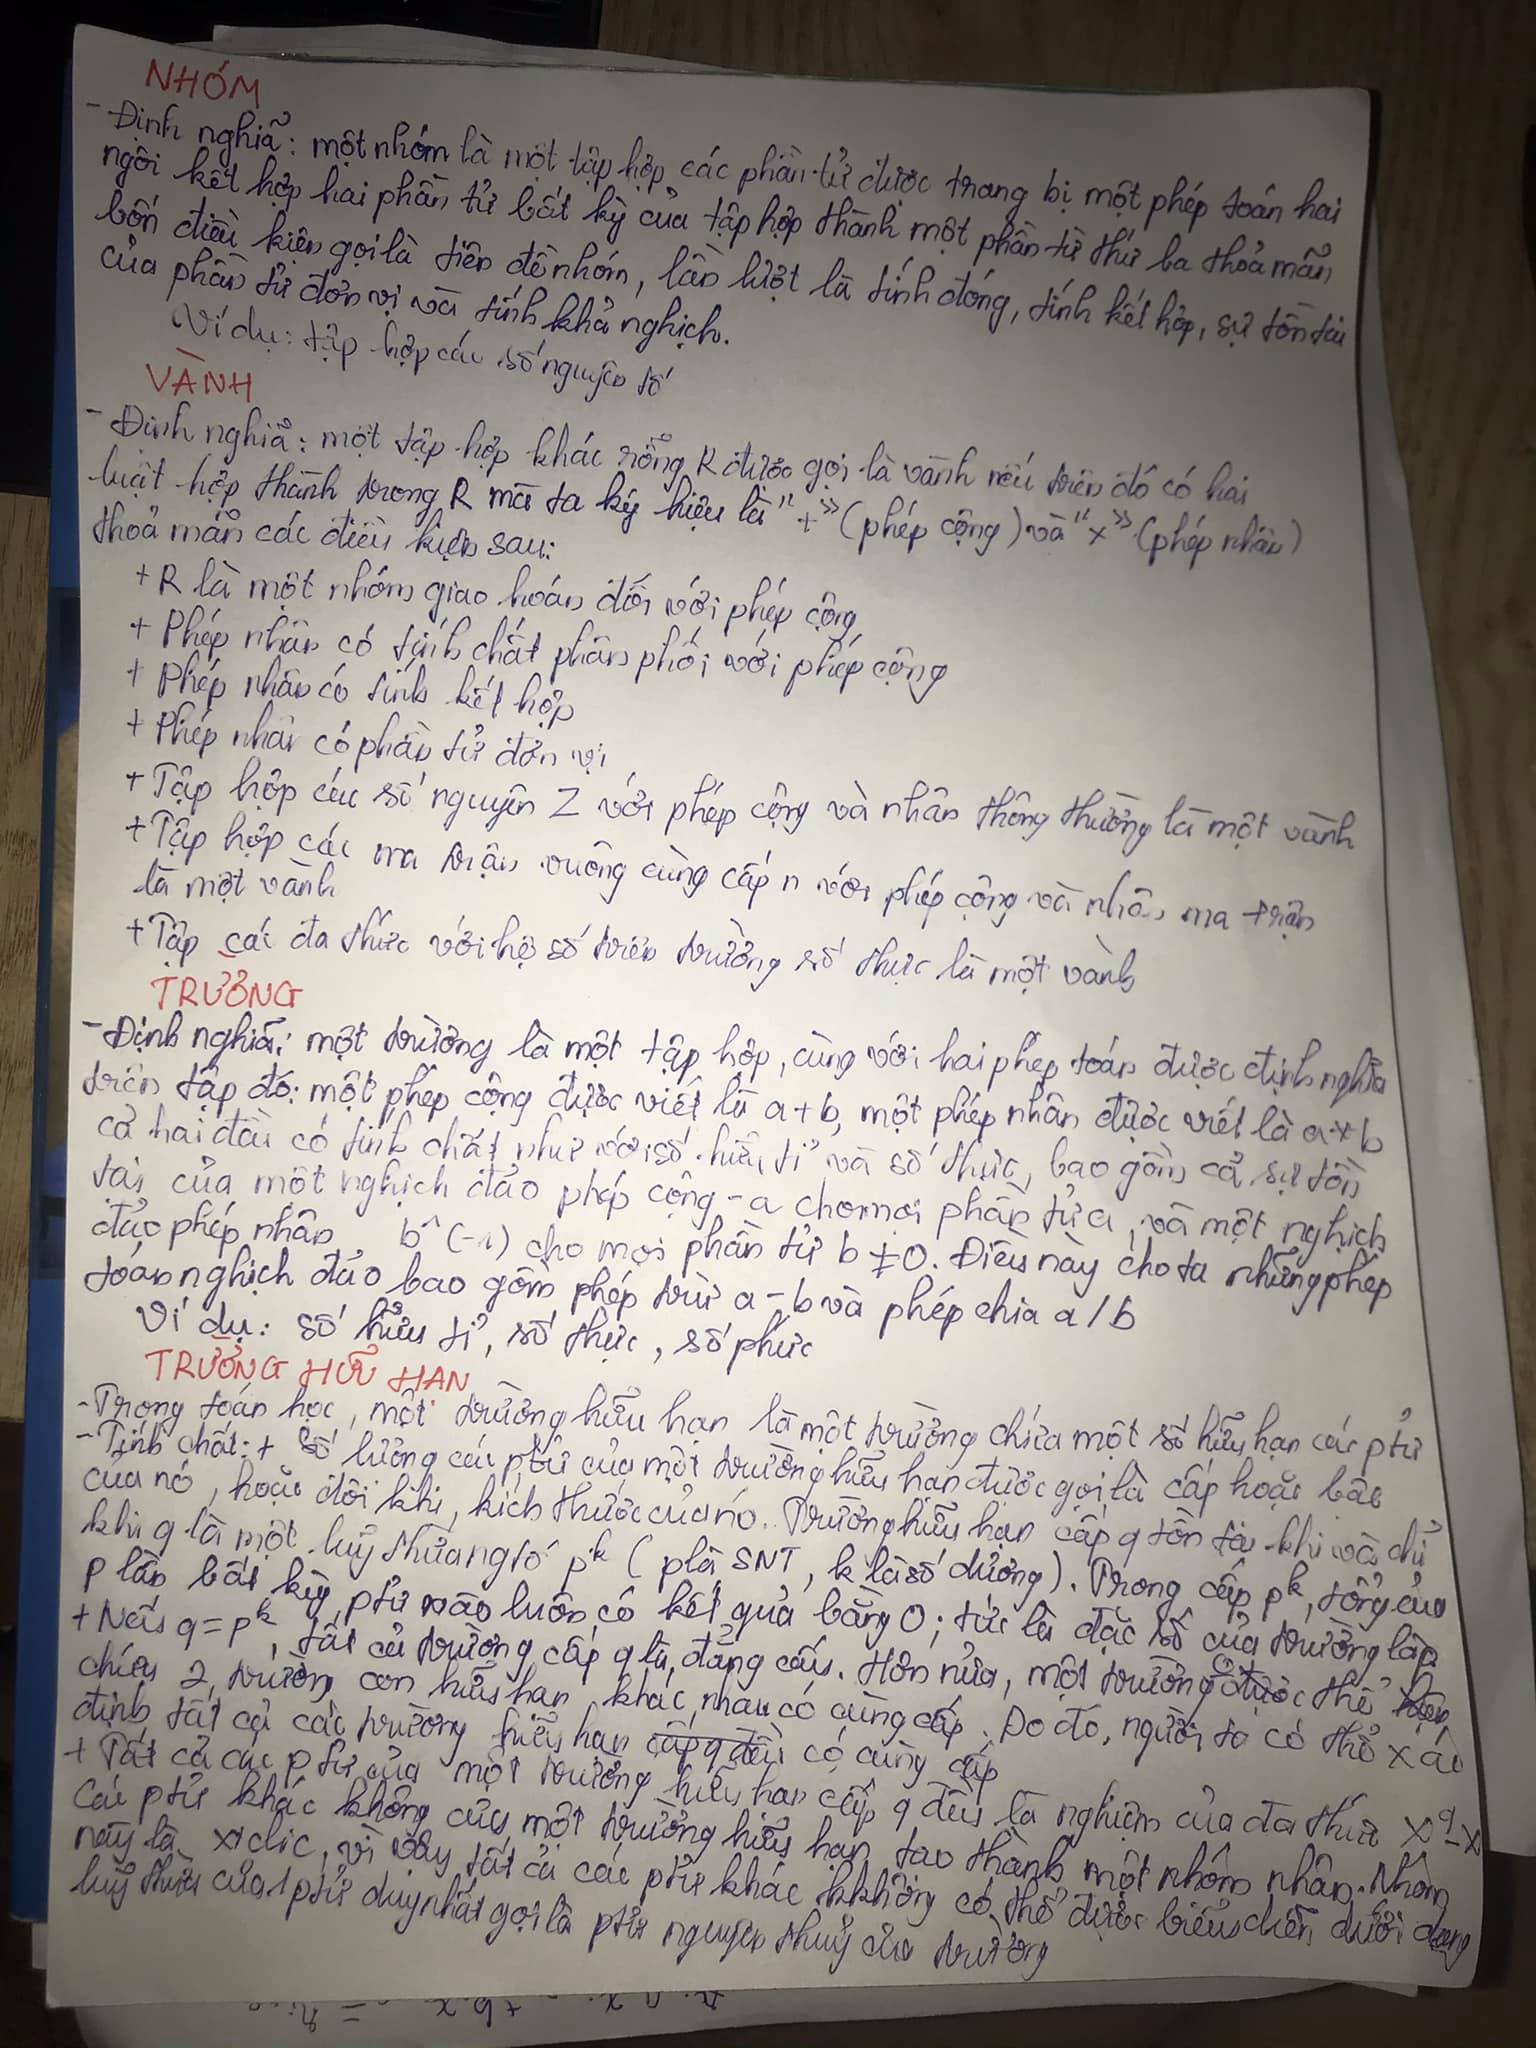 NHÓM
- Định nghĩa: một nhóm là một tập hợp các phần tử được trang bị một phép toán hai
ngôi kết hợp hai phần tử bất kỳ của tập hợp thành một phần tử thứ ba thỏa mãn
bốn điều kiện gọi là tiên đề nhóm, lần lượt là tính đóng, tính kết hợp, sự tồn tại
của phần tử đơn vị và tính khả nghịch.
Ví dụ: tập hợp các số nguyên tố
VÀNH
- Định nghĩa: một tập hợp khác rỗng R được gọi là vành nếu trên đó có hai
luật hợp thành trong R mà ta ký hiệu là "+" (phép cộng) và "×" (phép nhân)
thoả mãn các điều kiện sau:
+ R là một nhóm giao hoán đối với phép cộng
+ Phép nhân có tính chất phân phối với phép cộng
+ Phép nhân có tính kết hợp
+ Phép nhân có phần tử đơn vị
+ Tập hợp các số nguyên Z với phép cộng và nhân thông thường là một vành
+ Tập hợp các ma trận vuông cùng cấp n với phép cộng và nhân ma trận
là một vành
+ Tập các đa thức với hệ số trên trường số thực là một vành
TRƯỜNG
- Định nghĩa: một trường là một tập hợp, cùng với hai phép toán được định nghĩa
trên tập đó: một phép cộng được viết là a+b, một phép nhân được viết là a*b
cả hai đều có tính chất như với số hữu tỉ và số thực, bao gồm cả sự tồn
tại của một nghịch đảo phép cộng -a cho mọi phần tử a, và một nghịch
đảo phép nhân b^(-1) cho mọi phần tử b ≠ 0. Điều này cho ta những phép
toán nghịch đảo bao gồm phép trừ a-b và phép chia a/b
Ví dụ: số hữu tỉ, số thực, số phức
TRƯỜNG HỮU HẠN
- Trong toán học, một trường hữu hạn là một trường chứa một số hữu hạn các ptử
- Tính chất: + Số lượng các ptử của một trường hữu hạn được gọi là cấp hoặc bậc
của nó, hoặc đôi khi, kích thước của nó. Trường hữu hạn cấp q tồn tại khi và chỉ
khi q là một luỹ thừa ng tố p^k (p là SNT, k là số dương). Trong cấp p^k, tổng của
p lần bất kỳ ptử nào luôn có kết quả bằng 0; tức là đặc số của trường là p
+ Nếu q = p^k, tất cả trường cấp q là đẳng cấu. Hơn nữa, một trường được thể
chứa 2 trường con hữu hạn khác nhau có cùng cấp. Do đó, người ta có thể xác
định tất cả các trường hữu hạn có cùng cấp
+ Tất cả các ptử của một trường hữu hạn cấp q đều là nghiệm của đa thức x^q-x
Các ptử khác không của một trường hữu hạn tạo thành một nhóm nhân. Nhóm
này là xiclic, vì vậy tất cả các ptử khác kkhông có thể được biểu diễn dưới dạng
luỹ thừa của 1 ptử duy nhất gọi là ptử nguyên thuỷ của trường